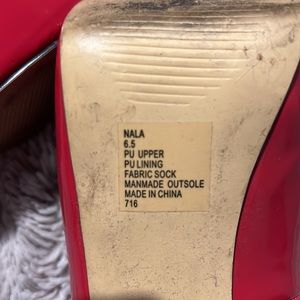 NALA
6.5
PU UPPER
PU LINING
FABRIC SOCK
MANMADE OUTSOLE
MADE IN CHINA
716